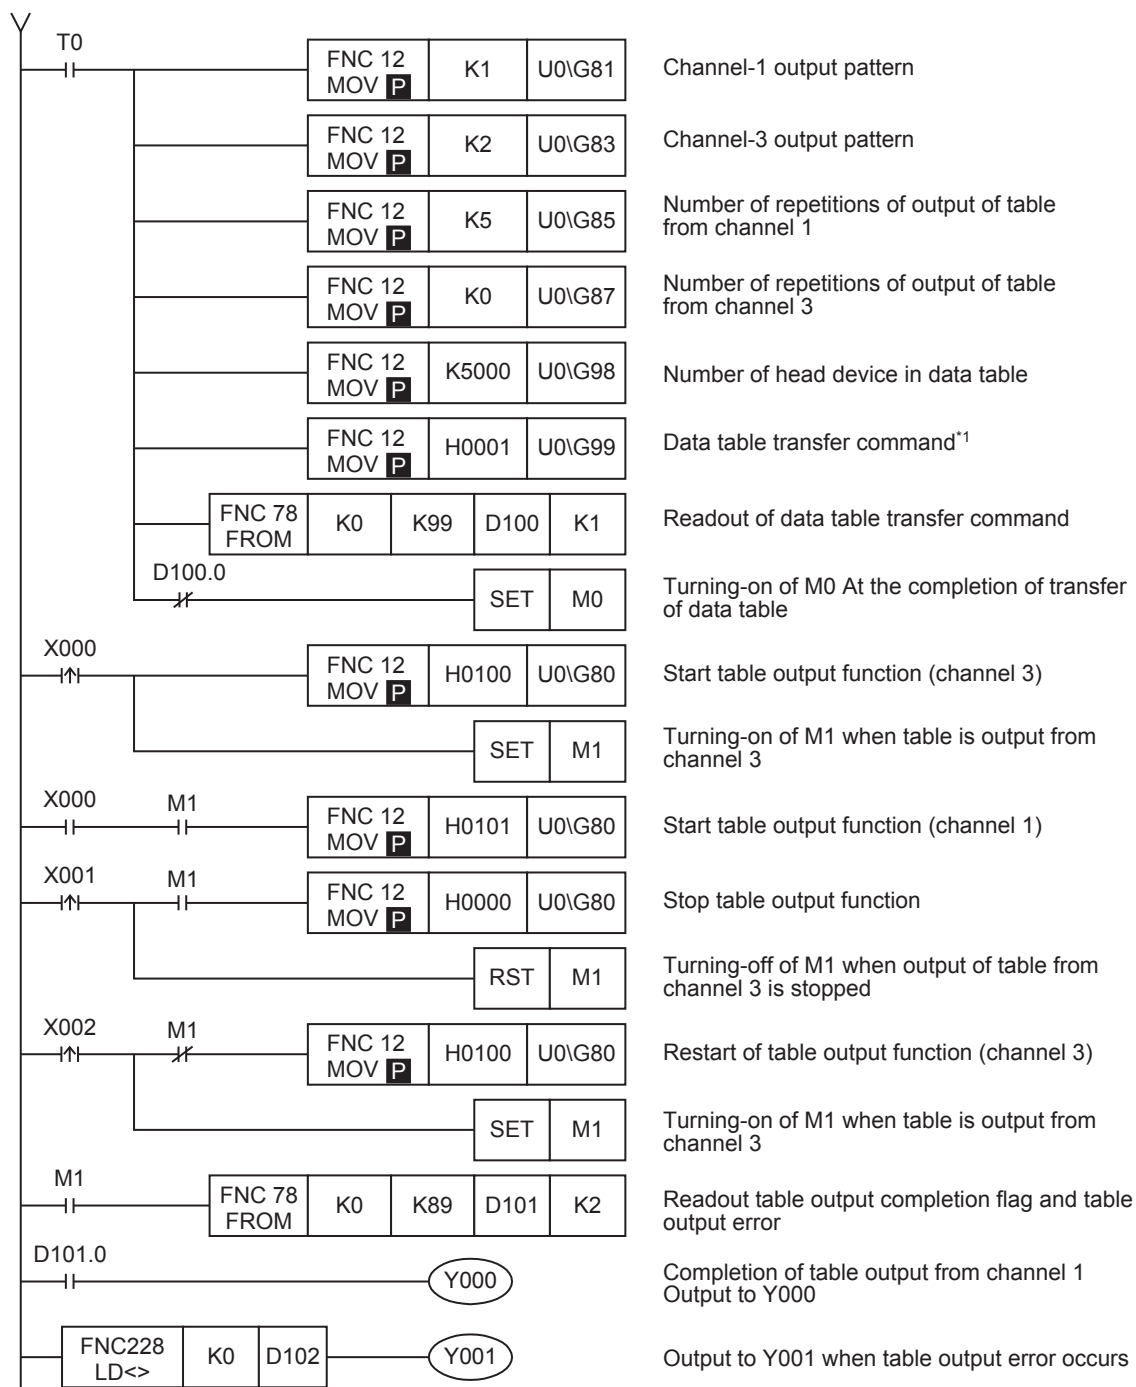 T0
FNC 12 MOV P K1 U0\G81 Channel-1 output pattern
FNC 12 MOV P K2 U0\G83 Channel-3 output pattern
FNC 12 MOV P K5 U0\G85 Number of repetitions of output of table
from channel 1
FNC 12 MOV P K0 U0\G87 Number of repetitions of output of table
from channel 3
FNC 12 MOV P K5000 U0\G98 Number of head device in data table
FNC 12 MOV P H0001 U0\G99 Data table transfer command*1
FNC 78 FROM K0 K99 D100 K1 Readout of data table transfer command
D100.0
SET M0 Turning-on of M0 At the completion of transfer
of data table
X000
FNC 12 MOV P H0100 U0\G80 Start table output function (channel 3)
SET M1 Turning-on of M1 when table is output from
channel 3
X000 M1
FNC 12 MOV P H0101 U0\G80 Start table output function (channel 1)
X001 M1
FNC 12 MOV P H0000 U0\G80 Stop table output function
RST M1 Turning-off of M1 when output of table from
channel 3 is stopped
X002 M1
FNC 12 MOV P H0100 U0\G80 Restart of table output function (channel 3)
SET M1 Turning-on of M1 when table is output from
channel 3
M1
FNC 78 FROM K0 K89 D101 K2 Readout table output completion flag and table
output error
D101.0
Y000 Completion of table output from channel 1
Output to Y000
FNC228 LD<> K0 D102 Y001 Output to Y001 when table output error occurs